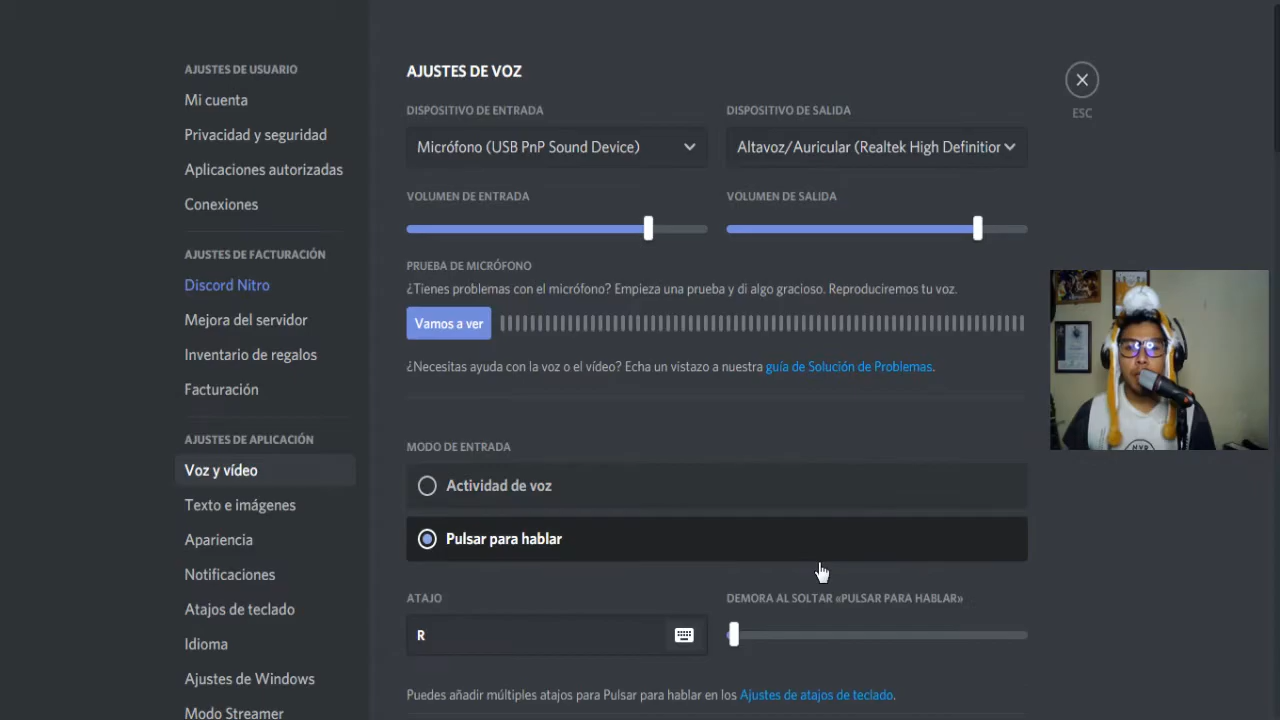 AJUSTES DE USUARIO
Mi cuenta
Privacidad y seguridad
Aplicaciones autorizadas
Conexiones
AJUSTES DE FACTURACIÓN
Discord Nitro
Mejora del servidor
Inventario de regalos
Facturación
AJUSTES DE APLICACIÓN
Voz y vídeo
Texto e imágenes
Apariencia
Notificaciones
Atajos de teclado
Idioma
Ajustes de Windows
Modo Streamer
AJUSTES DE VOZ
DISPOSITIVO DE ENTRADA
Micrófono (USB PnP Sound Device)
DISPOSITIVO DE SALIDA
Altavoz/Auricular (Realtek High Definition
VOLUMEN DE ENTRADA
VOLUMEN DE SALIDA
PRUEBA DE MICRÓFONO
¿Tienes problemas con el micrófono? Empieza una prueba y di algo gracioso. Reproduciremos tu voz.
Vamos a ver
¿Necesitas ayuda con la voz o el vídeo? Echa un vistazo a nuestra guía de Solución de Problemas.
MODO DE ENTRADA
Actividad de voz
Pulsar para hablar
ATAJO
R
DEMORA AL SOLTAR «PULSAR PARA HABLAR»
Puedes añadir múltiples atajos para Pulsar para hablar en los Ajustes de atajos de teclado.
ESC